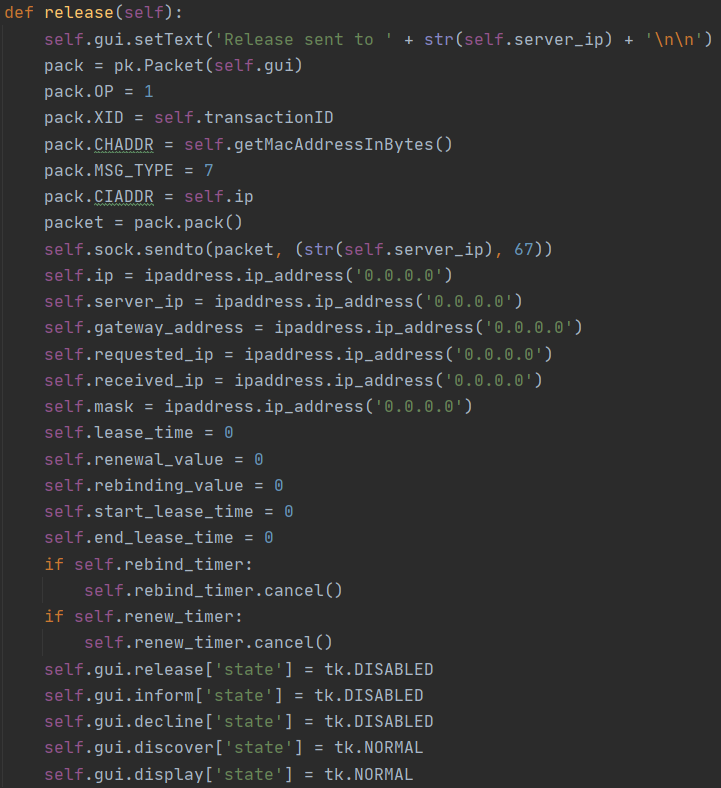 def release(self):
    self.gui.setText('Release sent to ' + str(self.server_ip) + '\n\n')
    pack = pk.Packet(self.gui)
    pack.OP = 1
    pack.XID = self.transactionID
    pack.CHADDR = self.getMacAddressInBytes()
    pack.MSG_TYPE = 7
    pack.CIADDR = self.ip
    packet = pack.pack()
    self.sock.sendto(packet, (str(self.server_ip), 67))
    self.ip = ipaddress.ip_address('0.0.0.0')
    self.server_ip = ipaddress.ip_address('0.0.0.0')
    self.gateway_address = ipaddress.ip_address('0.0.0.0')
    self.requested_ip = ipaddress.ip_address('0.0.0.0')
    self.received_ip = ipaddress.ip_address('0.0.0.0')
    self.mask = ipaddress.ip_address('0.0.0.0')
    self.lease_time = 0
    self.renewal_value = 0
    self.rebinding_value = 0
    self.start_lease_time = 0
    self.end_lease_time = 0
    if self.rebind_timer:
        self.rebind_timer.cancel()
    if self.renew_timer:
        self.renew_timer.cancel()
    self.gui.release['state'] = tk.DISABLED
    self.gui.inform['state'] = tk.DISABLED
    self.gui.decline['state'] = tk.DISABLED
    self.gui.discover['state'] = tk.NORMAL
    self.gui.display['state'] = tk.NORMAL